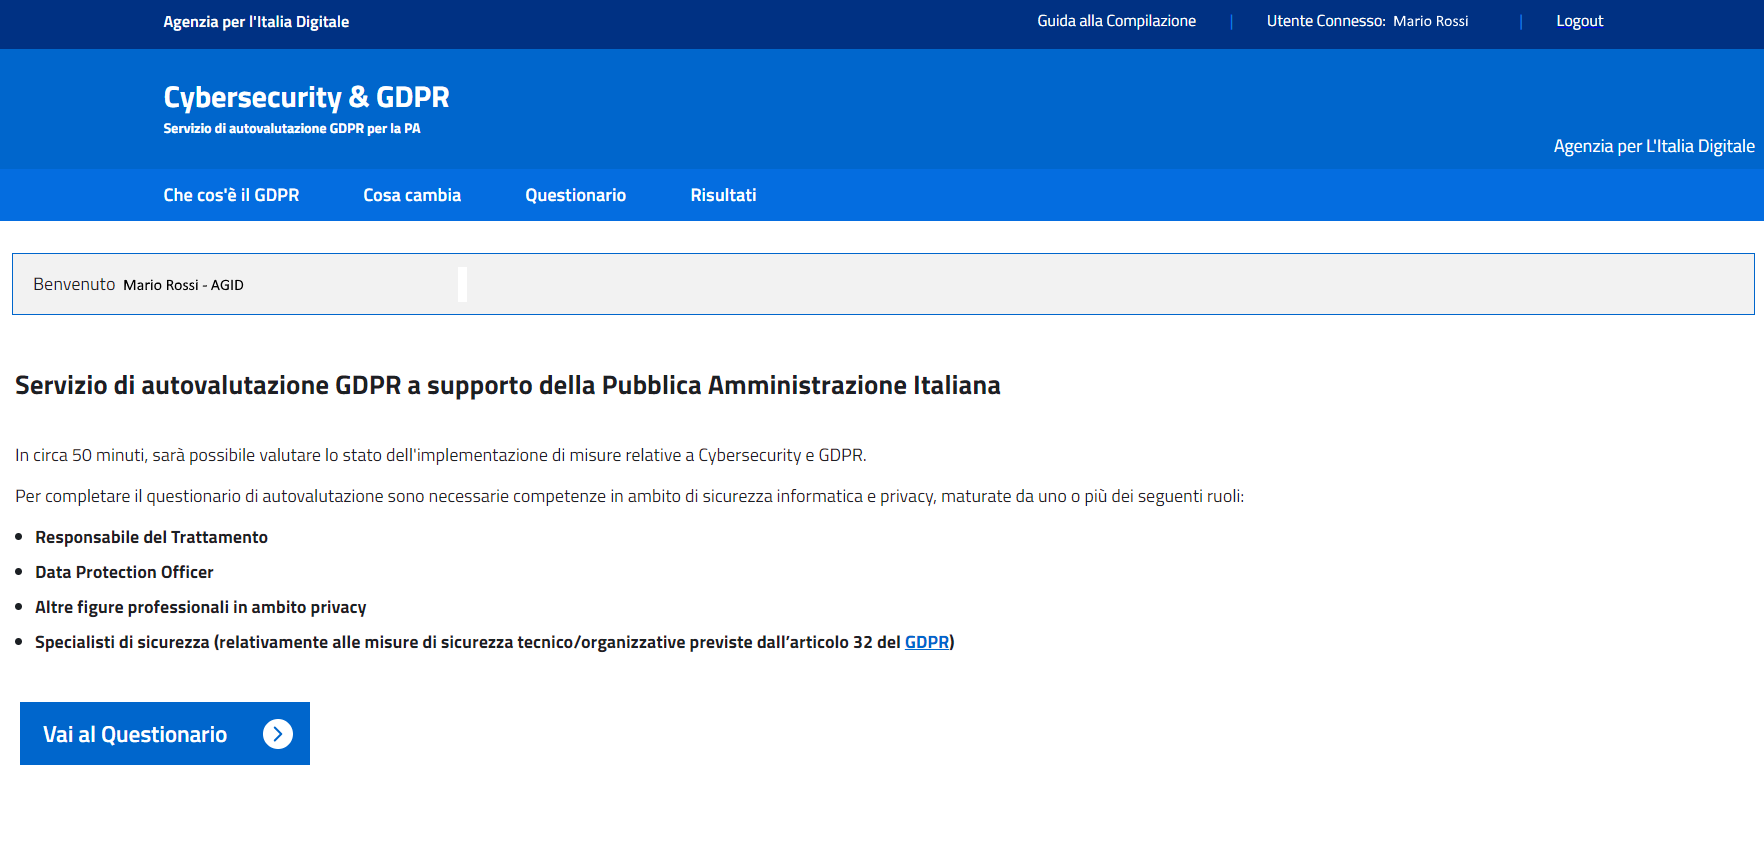 Agenzia per l'Italia Digitale
Guida alla Compilazione | Utente Connesso: Mario Rossi | Logout
Cybersecurity & GDPR
Servizio di autovalutazione GDPR per la PA
Agenzia per L'Italia Digitale
Che cos'è il GDPR Cosa cambia Questionario Risultati
Benvenuto Mario Rossi - AGID
Servizio di autovalutazione GDPR a supporto della Pubblica Amministrazione Italiana
In circa 50 minuti, sarà possibile valutare lo stato dell'implementazione di misure relative a Cybersecurity e GDPR.
Per completare il questionario di autovalutazione sono necessarie competenze in ambito di sicurezza informatica e privacy, maturate da uno o più dei seguenti ruoli:
• Responsabile del Trattamento
• Data Protection Officer
• Altre figure professionali in ambito privacy
• Specialisti di sicurezza (relativamente alle misure di sicurezza tecnico/organizzative previste dall’articolo 32 del GDPR)
Vai al Questionario